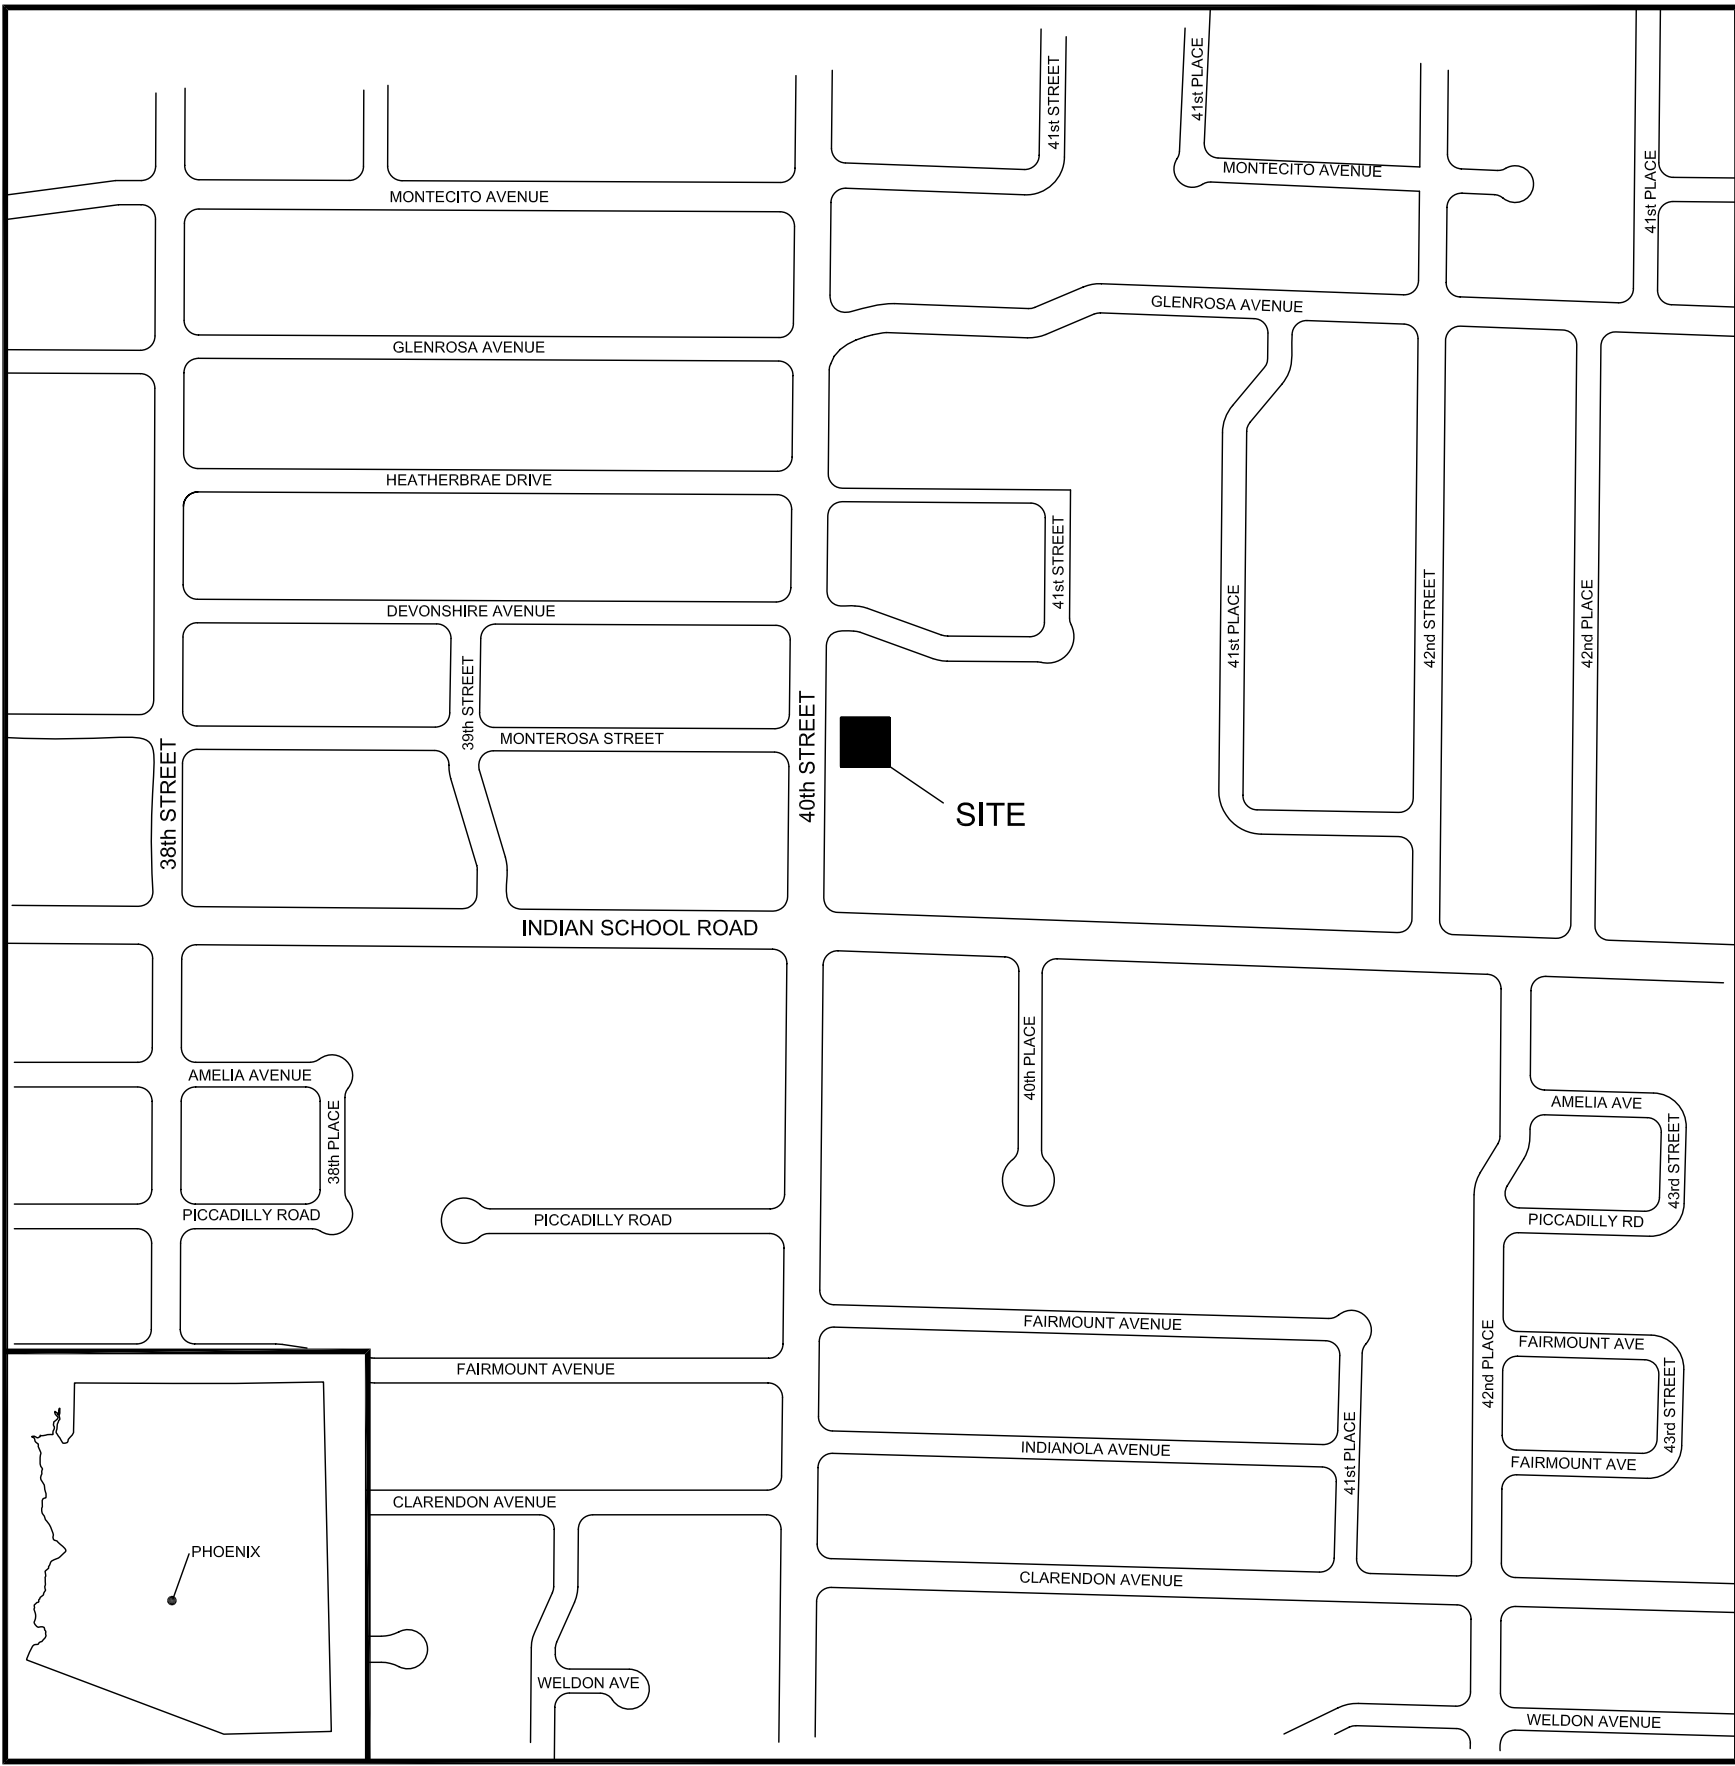 41st STREET
41st PLACE
MONTECITO AVENUE
41st PLACE
MONTECITO AVENUE
GLENROSA AVENUE
GLENROSA AVENUE
HEATHERBRAE DRIVE
41st STREET
DEVONSHIRE AVENUE
41st PLACE
42nd STREET
42nd PLACE
39th STREET
MONTEROSA STREET
40th STREET
38th STREET
SITE
INDIAN SCHOOL ROAD
40th PLACE
AMELIA AVENUE
38th PLACE
AMELIA AVE
43rd STREET
PICCADILLY ROAD
PICCADILLY ROAD
PICCADILLY RD
FAIRMOUNT AVENUE
42nd PLACE
FAIRMOUNT AVE
FAIRMOUNT AVENUE
43rd STREET
INDIANOLA AVENUE
41st PLACE
FAIRMOUNT AVE
CLARENDON AVENUE
PHOENIX
CLARENDON AVENUE
WELDON AVE
WELDON AVENUE